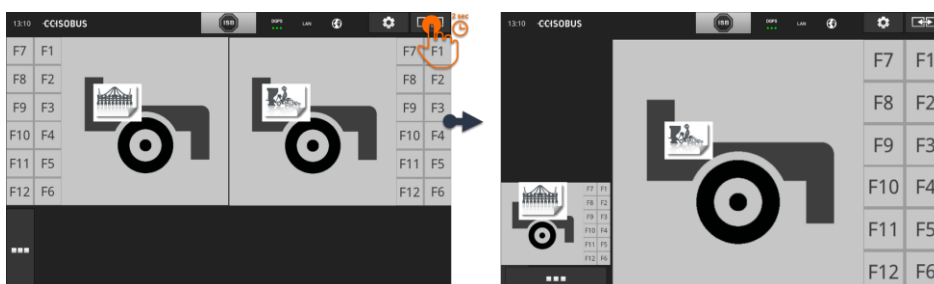 13:10 CCISOBUS ISB DGPS LAN
2 sec
F7 F1 F7 F1
F8 F2 F8 F2
F9 F3 F9 F3
F10 F4 F10 F4
F11 F5 F11 F5
F12 F6 F12 F6
13:10 CCISOBUS ISB DGPS LAN
F7 F1
F8 F2
F9 F3
F10 F4
F11 F5
F12 F6
F7 F1
F8 F2
F9 F3
F10 F4
F11 F5
F12 F6